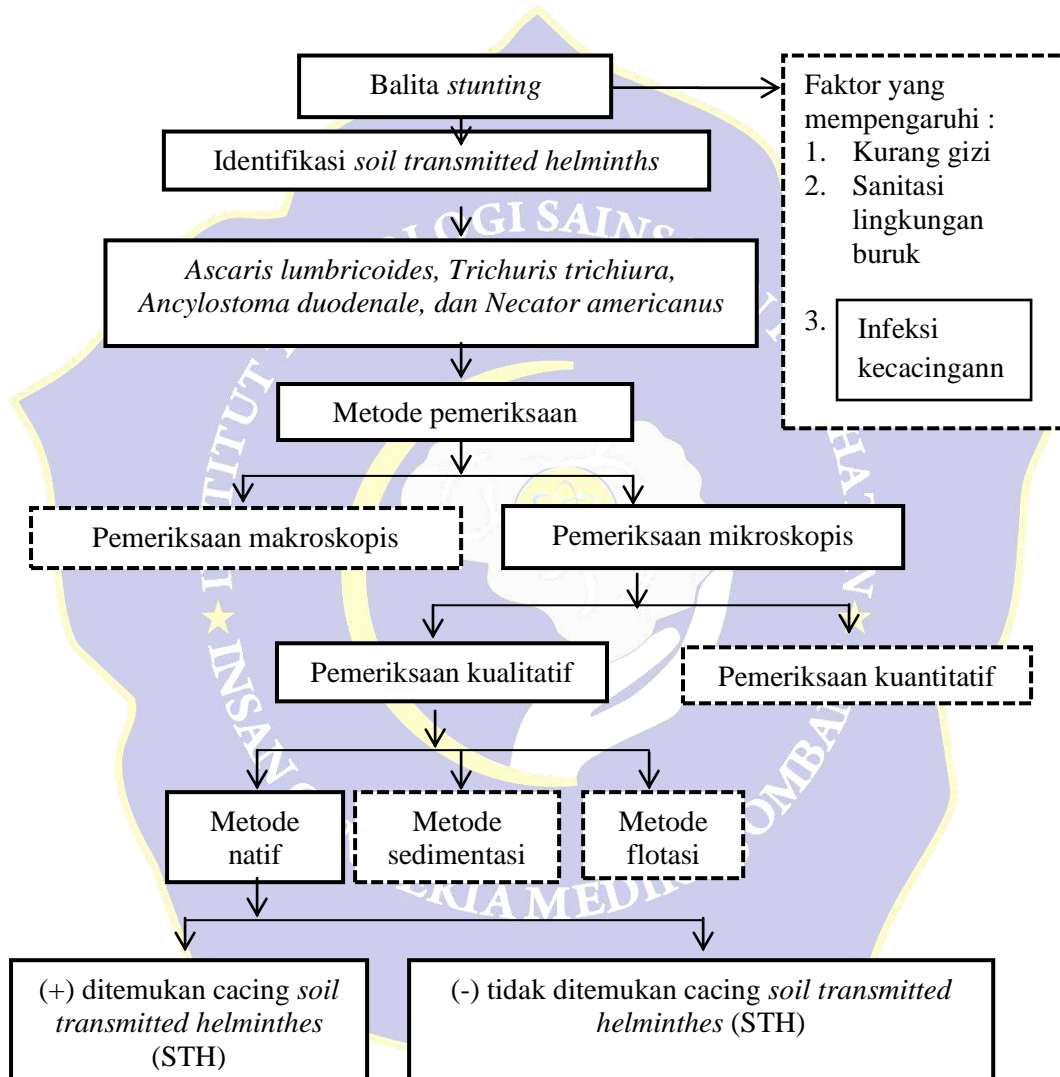 Balita stunting
Faktor yang
mempengaruhi :
1. Kurang gizi
2. Sanitasi
lingkungan
buruk
3. Infeksi
kecacingann
Identifikasi soil transmitted helminths
Ascaris lumbricoides, Trichuris trichiura,
Ancylostoma duodenale, dan Necator americanus
Metode pemeriksaan
Pemeriksaan makroskopis
Pemeriksaan mikroskopis
Pemeriksaan kualitatif
Pemeriksaan kuantitatif
Metode
natif
Metode
sedimentasi
Metode
flotasi
(+) ditemukan cacing soil
transmitted helminthes
(STH)
(-) tidak ditemukan cacing soil transmitted
helminthes (STH)